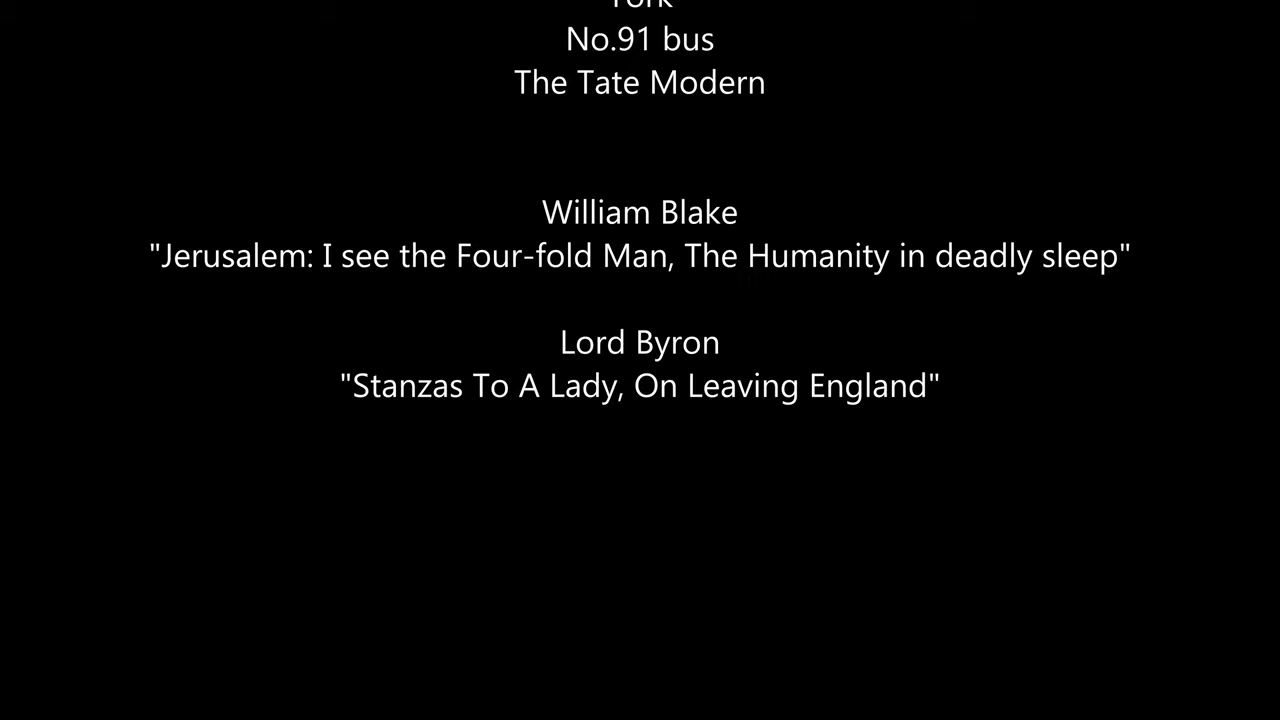 York
No.91 bus
The Tate Modern
William Blake
"Jerusalem: I see the Four-fold Man, The Humanity in deadly sleep"
Lord Byron
"Stanzas To A Lady, On Leaving England"